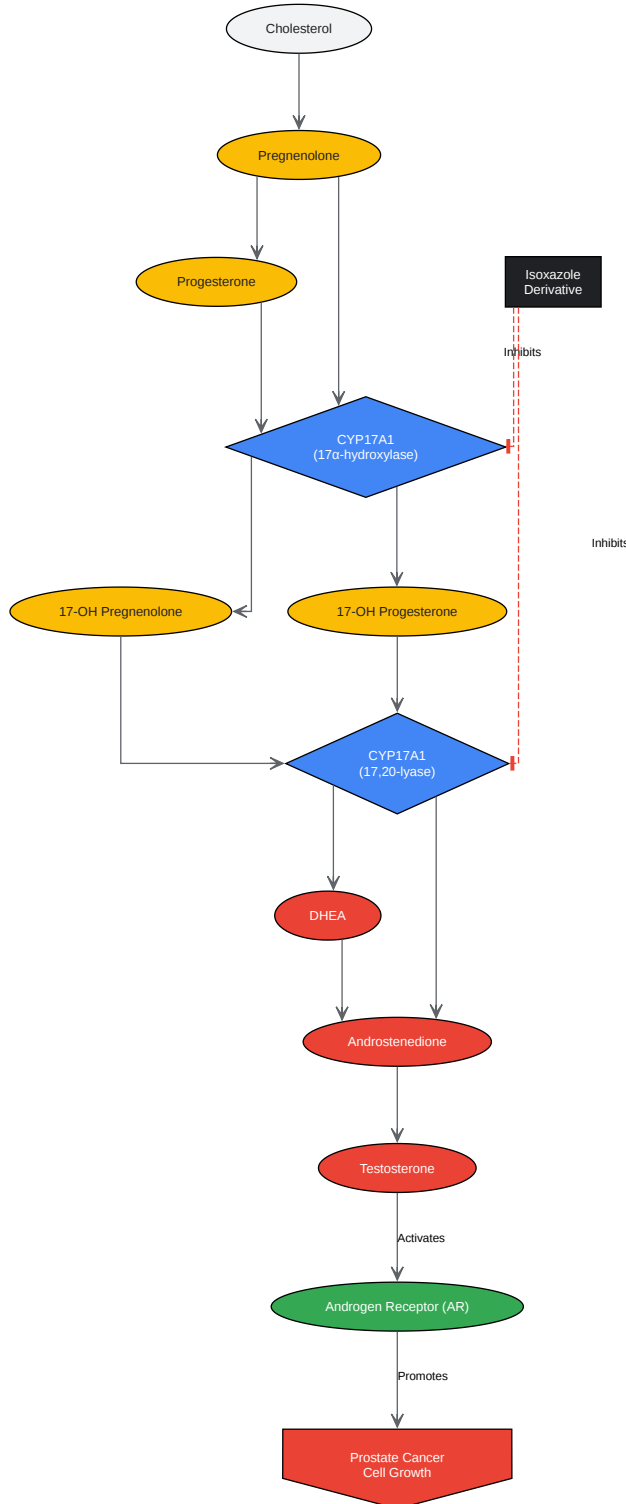 Cholesterol
Pregnenolone
Progesterone
Isoxazole
Derivative
Inhibits
CYP17A1
(17α-hydroxylase)
Inhibits
17-OH Pregnenolone
17-OH Progesterone
CYP17A1
(17,20-lyase)
DHEA
Androstenedione
Testosterone
Activates
Androgen Receptor (AR)
Promotes
Prostate Cancer
Cell Growth